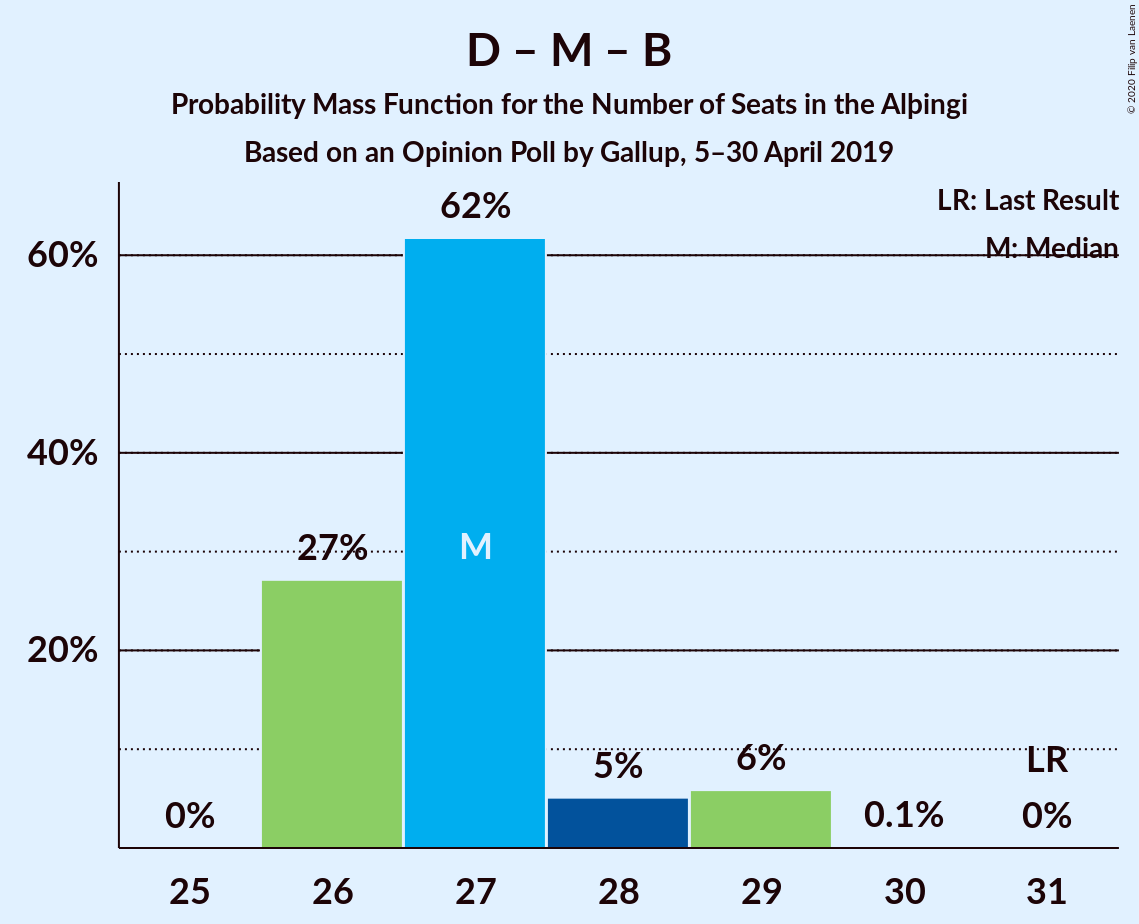 D – M – B
Probability Mass Function for the Number of Seats in the Alþingi
Based on an Opinion Poll by Gallup, 5–30 April 2019
© 2020 Filip van Laenen
LR: Last Result
M: Median
60%
40%
20%
0%
27%
62%
M
5%
6%
0.1%
LR
0%
25 26 27 28 29 30 31